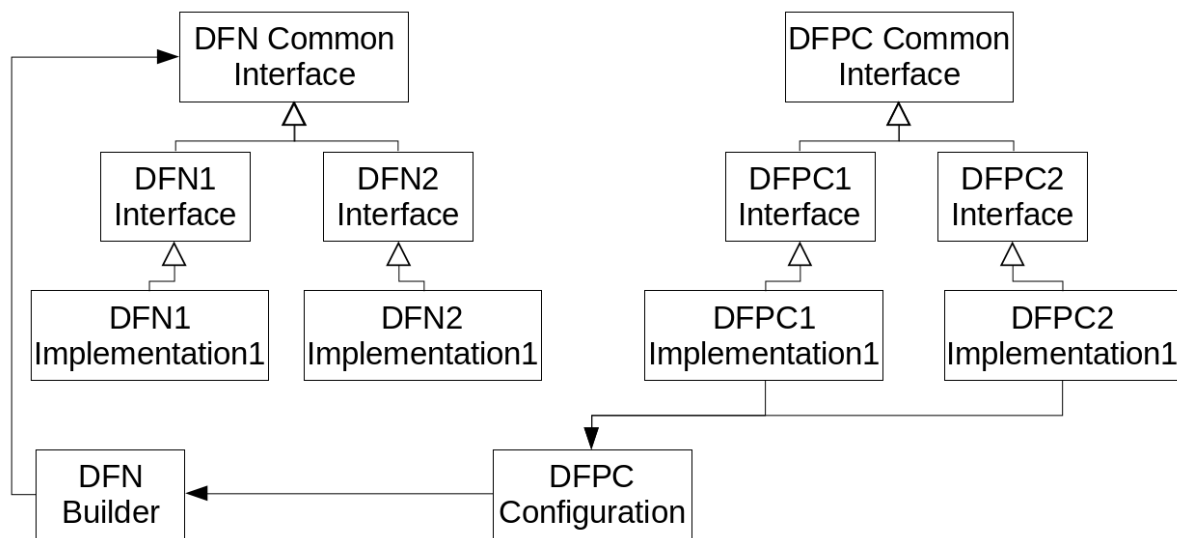 DFN Common
Interface
DFPC Common
Interface
DFN1
Interface
DFN2
Interface
DFPC1
Interface
DFPC2
Interface
DFN1
Implementation1
DFN2
Implementation1
DFPC1
Implementation1
DFPC2
Implementation1
DFN
Builder
DFPC
Configuration